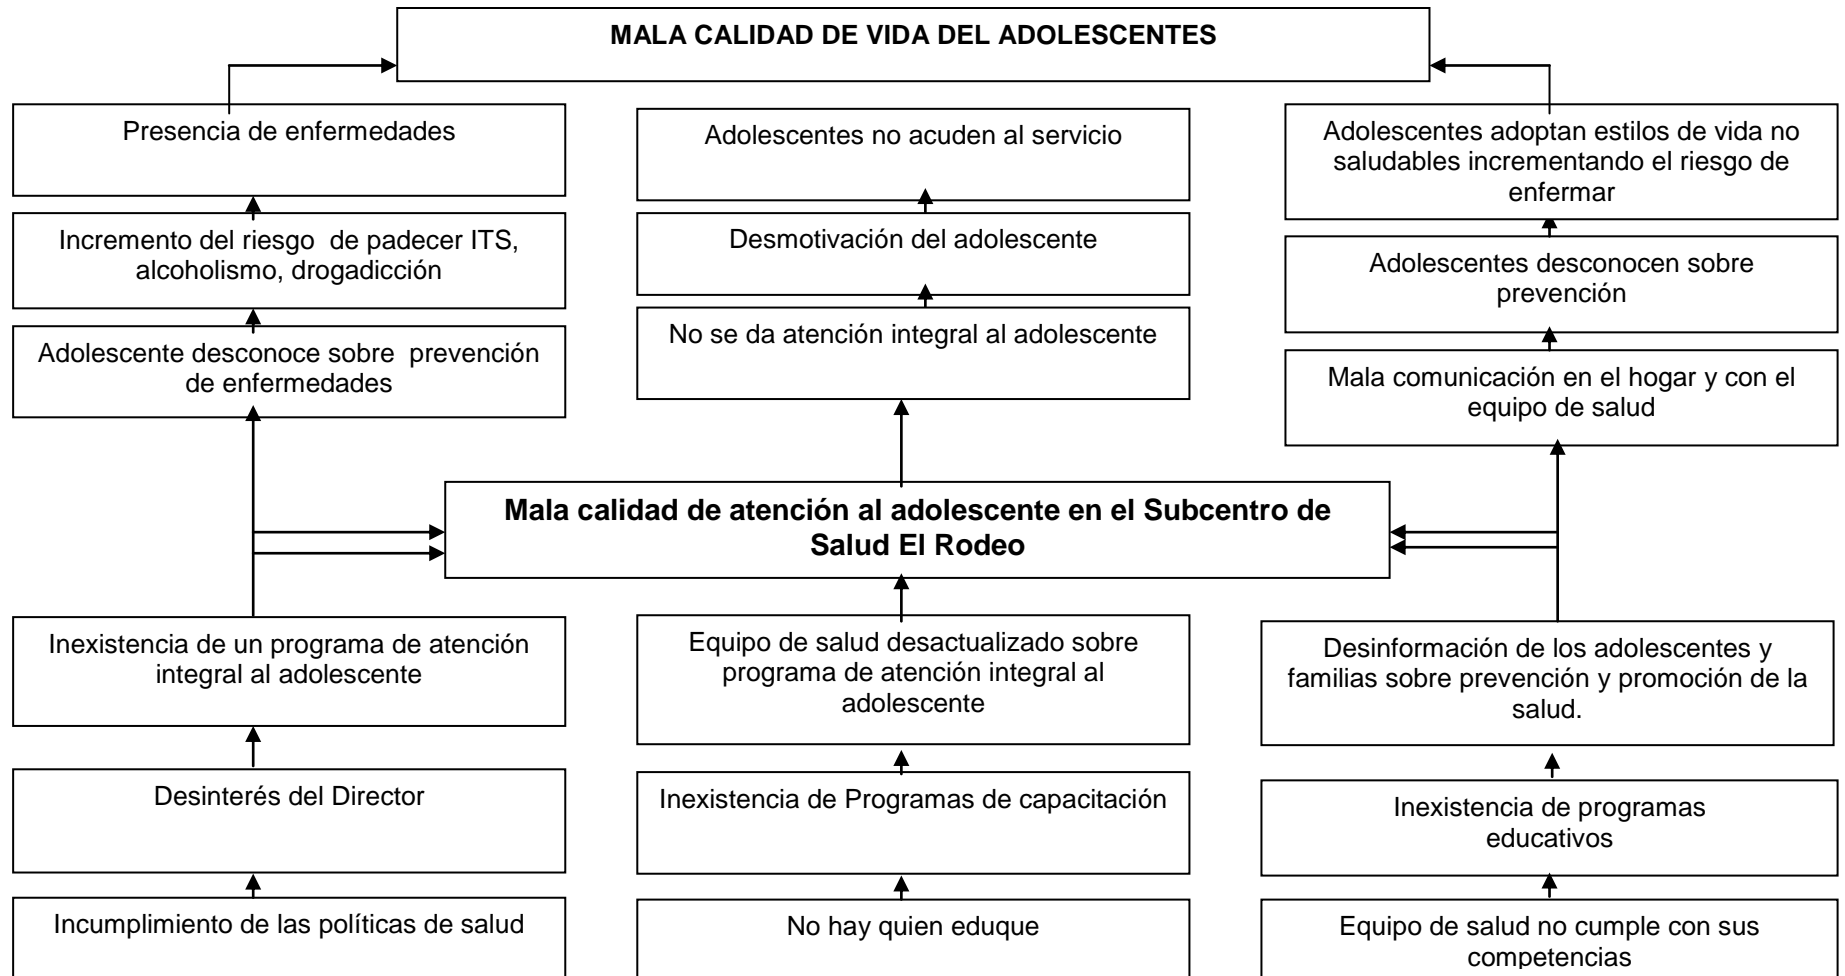 MALA CALIDAD DE VIDA DEL ADOLESCENTES
Presencia de enfermedades
Adolescentes no acuden al servicio
Adolescentes adoptan estilos de vida no
saludables incrementando el riesgo de
enfermar
Incremento del riesgo  de padecer ITS,
alcoholismo, drogadicción
Desmotivación del adolescente
Adolescentes desconocen sobre
prevención
Adolescente desconoce sobre  prevención
de enfermedades
No se da atención integral al adolescente
Mala comunicación en el hogar y con el
equipo de salud
Mala calidad de atención al adolescente en el Subcentro de
Salud El Rodeo
Inexistencia de un programa de atención
integral al adolescente
Equipo de salud desactualizado sobre
programa de atención integral al
adolescente
Desinformación de los adolescentes y
familias sobre prevención y promoción de la
salud.
Desinterés del Director
Inexistencia de Programas de capacitación
Inexistencia de programas
educativos
Incumplimiento de las políticas de salud
No hay quien eduque
Equipo de salud no cumple con sus
competencias